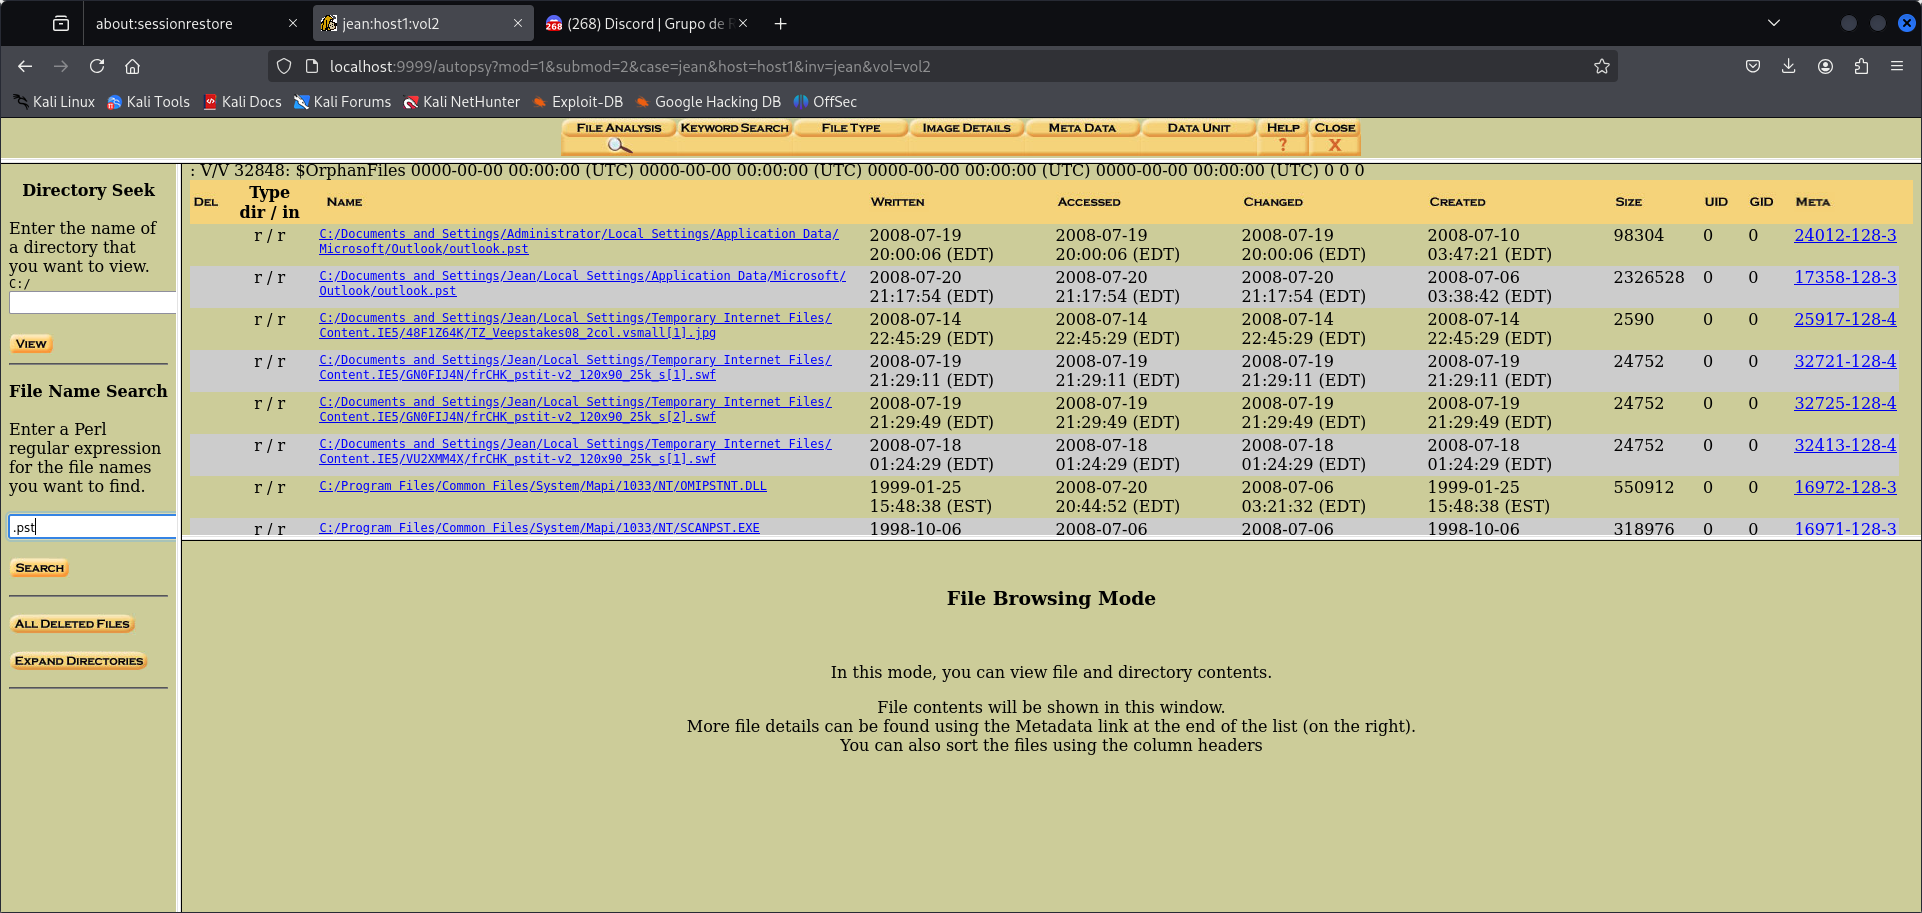 about:sessionrestore
jean:host1:vol2
(268) Discord | Grupo de
localhost:9999/autopsy?mod=1&submod=2&case=jean&host=host1&inv=jean&vol=vol2
Kali Linux
Kali Tools
Kali Docs
Kali Forums
Kali NetHunter
Exploit-DB
Google Hacking DB
OffSec
FILE ANALYSIS
KEYWORD SEARCH
FILE TYPE
IMAGE DETAILS
META DATA
DATA UNIT
HELP
?
CLOSE
X
Directory Seek
Enter the name of
a directory that
you want to view.
C:/
VIEW
File Name Search
Enter a Perl
regular expression
for the file names
you want to find.
.pst
SEARCH
ALL DELETED FILES
EXPAND DIRECTORIES
: V/V 32848: $OrphanFiles 0000-00-00 00:00:00 (UTC) 0000-00-00 00:00:00 (UTC) 0000-00-00 00:00:00 (UTC) 0000-00-00 00:00:00 (UTC) 0 0 0
DEL Type NAME WRITTEN ACCESSED CHANGED CREATED SIZE UID GID META
dir / in
r / r C:/Documents and Settings/Administrator/Local Settings/Application Data/ 2008-07-19 2008-07-19 2008-07-19 2008-07-10 98304 0 0 24012-128-3
Microsoft/Outlook/outlook.pst 20:00:06 (EDT) 20:00:06 (EDT) 20:00:06 (EDT) 03:47:21 (EDT)
r / r C:/Documents and Settings/Jean/Local Settings/Application Data/Microsoft/ 2008-07-20 2008-07-20 2008-07-20 2008-07-06 2326528 0 0 17358-128-3
Outlook/outlook.pst 21:17:54 (EDT) 21:17:54 (EDT) 21:17:54 (EDT) 03:38:42 (EDT)
r / r C:/Documents and Settings/Jean/Local Settings/Temporary Internet Files/ 2008-07-14 2008-07-14 2008-07-14 2008-07-14 2590 0 0 25917-128-4
Content.IE5/48F1Z64K/TZ_Veepstakes08_2col.vsmall[1].jpg 22:45:29 (EDT) 22:45:29 (EDT) 22:45:29 (EDT) 22:45:29 (EDT)
r / r C:/Documents and Settings/Jean/Local Settings/Temporary Internet Files/ 2008-07-19 2008-07-19 2008-07-19 2008-07-19 24752 0 0 32721-128-4
Content.IE5/GN0FIJ4N/frCHK_pstit-v2_120x90_25k_s[1].swf 21:29:11 (EDT) 21:29:11 (EDT) 21:29:11 (EDT) 21:29:11 (EDT)
r / r C:/Documents and Settings/Jean/Local Settings/Temporary Internet Files/ 2008-07-19 2008-07-19 2008-07-19 2008-07-19 24752 0 0 32725-128-4
Content.IE5/GN0FIJ4N/frCHK_pstit-v2_120x90_25k_s[2].swf 21:29:49 (EDT) 21:29:49 (EDT) 21:29:49 (EDT) 21:29:49 (EDT)
r / r C:/Documents and Settings/Jean/Local Settings/Temporary Internet Files/ 2008-07-18 2008-07-18 2008-07-18 2008-07-18 24752 0 0 32413-128-4
Content.IE5/VU2XMM4X/frCHK_pstit-v2_120x90_25k_s[1].swf 01:24:29 (EDT) 01:24:29 (EDT) 01:24:29 (EDT) 01:24:29 (EDT)
r / r C:/Program Files/Common Files/System/Mapi/1033/NT/OMIPSTNT.DLL 1999-01-25 2008-07-20 2008-07-06 1999-01-25 550912 0 0 16972-128-3
15:48:38 (EST) 20:44:52 (EDT) 03:21:32 (EDT) 15:48:38 (EST)
r / r C:/Program Files/Common Files/System/Mapi/1033/NT/SCANPST.EXE 1998-10-06 2008-07-06 2008-07-06 1998-10-06 318976 0 0 16971-128-3
File Browsing Mode
In this mode, you can view file and directory contents.
File contents will be shown in this window.
More file details can be found using the Metadata link at the end of the list (on the right).
You can also sort the files using the column headers